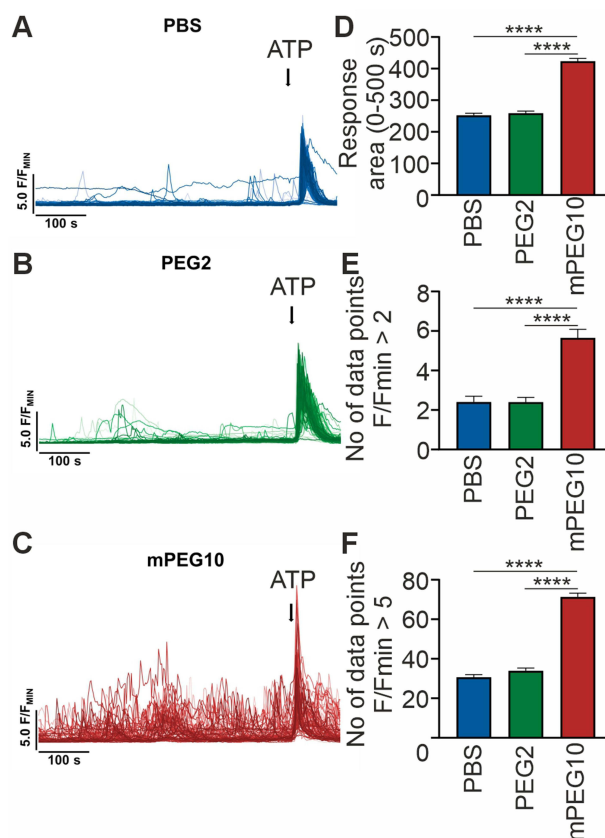 A
PBS
ATP
5.0 F/FMIN
100 s
B
PEG2
ATP
5.0 F/FMIN
100 s
C
mPEG10
ATP
5.0 F/FMIN
100 s
D
Response
area (0-500 s)
500
400
300
200
100
0
****
****
PBS
PEG2
mPEG10
E
No of data points
F/Fmin > 2
8
6
4
2
0
****
****
PBS
PEG2
mPEG10
F
No of data points
F/Fmin > 5
80
60
40
20
0
****
****
PBS
PEG2
mPEG10